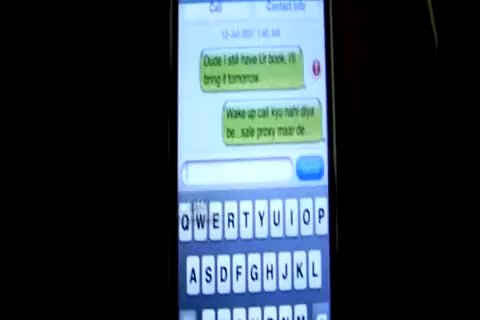 Call Contact Info
Dude I still have Ur book, I'll
bring it tomorrow.
Wake up call kyu nahi diya
be...sale proxy maar de...
Q W E R T Y U I O P
A S D F G H J K L